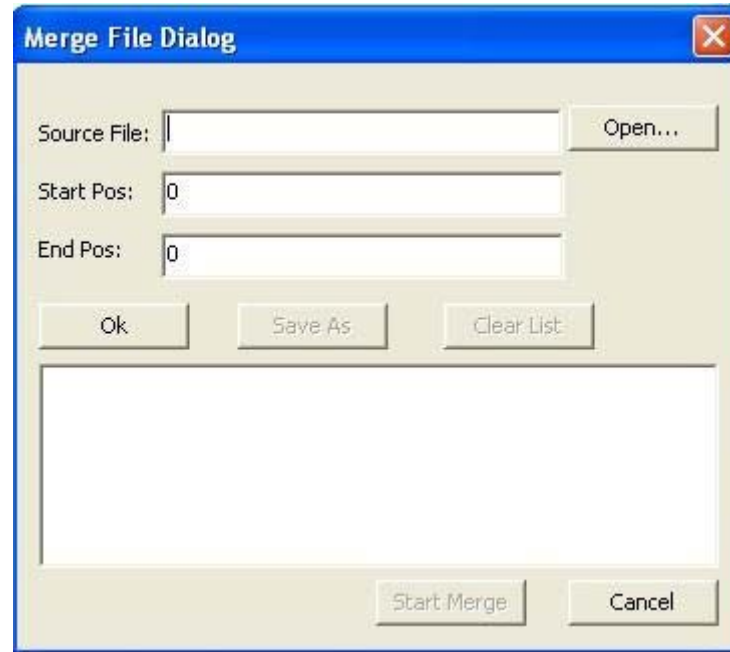 Merge File Dialog
Source File: Open...
Start Pos: 0
End Pos: 0
Ok Save As Clear List
Start Merge Cancel